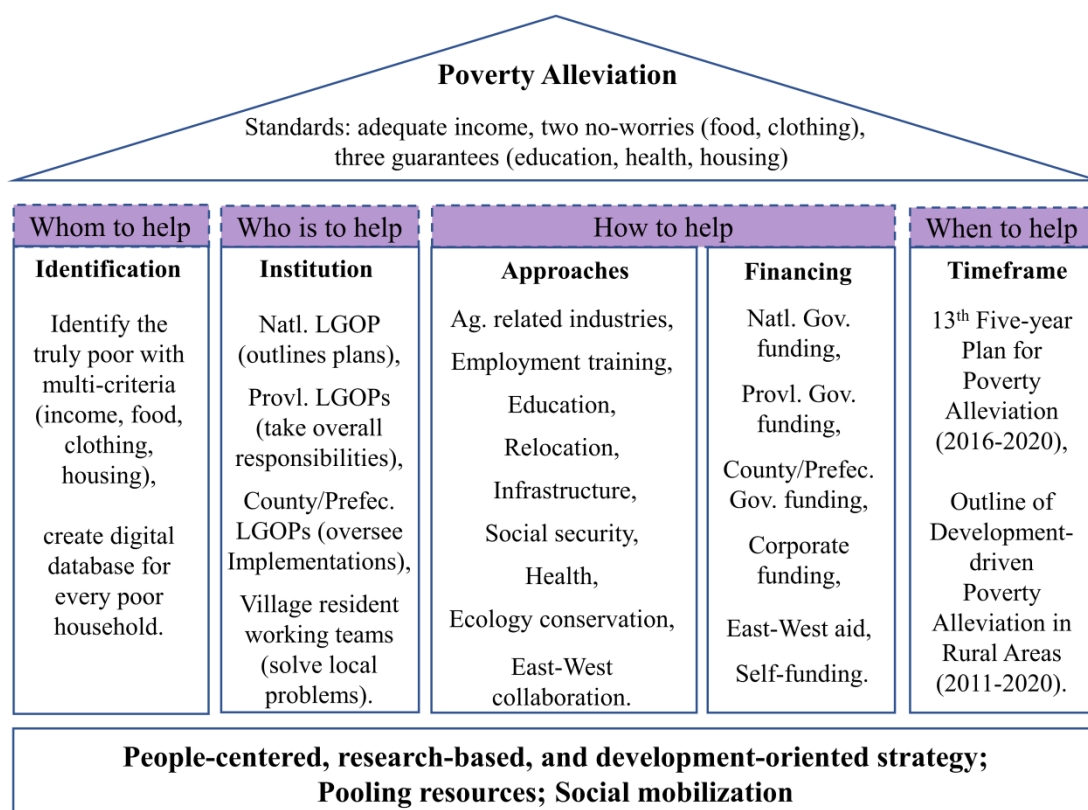 Poverty Alleviation
Standards: adequate income, two no-worries (food, clothing),
three guarantees (education, health, housing)
Whom to help
Identification
Identify the
truly poor with
multi-criteria
(income, food,
clothing,
housing),
create digital
database for
every poor
household.
Who is to help
Institution
Natl. LGOP
(outlines plans),
Provl. LGOPs
(take overall
responsibilities),
County/Prefec.
LGOPs (oversee
Implementations),
Village resident
working teams
(solve local
problems).
How to help
Approaches
Ag. related industries,
Employment training,
Education,
Relocation,
Infrastructure,
Social security,
Health,
Ecology conservation,
East-West
collaboration.
Financing
Natl. Gov.
funding,
Provl. Gov.
funding,
County/Prefec.
Gov. funding,
Corporate
funding,
East-West aid,
Self-funding.
When to help
Timeframe
13th Five-year
Plan for
Poverty
Alleviation
(2016-2020),
Outline of
Development-
driven
Poverty
Alleviation in
Rural Areas
(2011-2020).
People-centered, research-based, and development-oriented strategy;
Pooling resources; Social mobilization